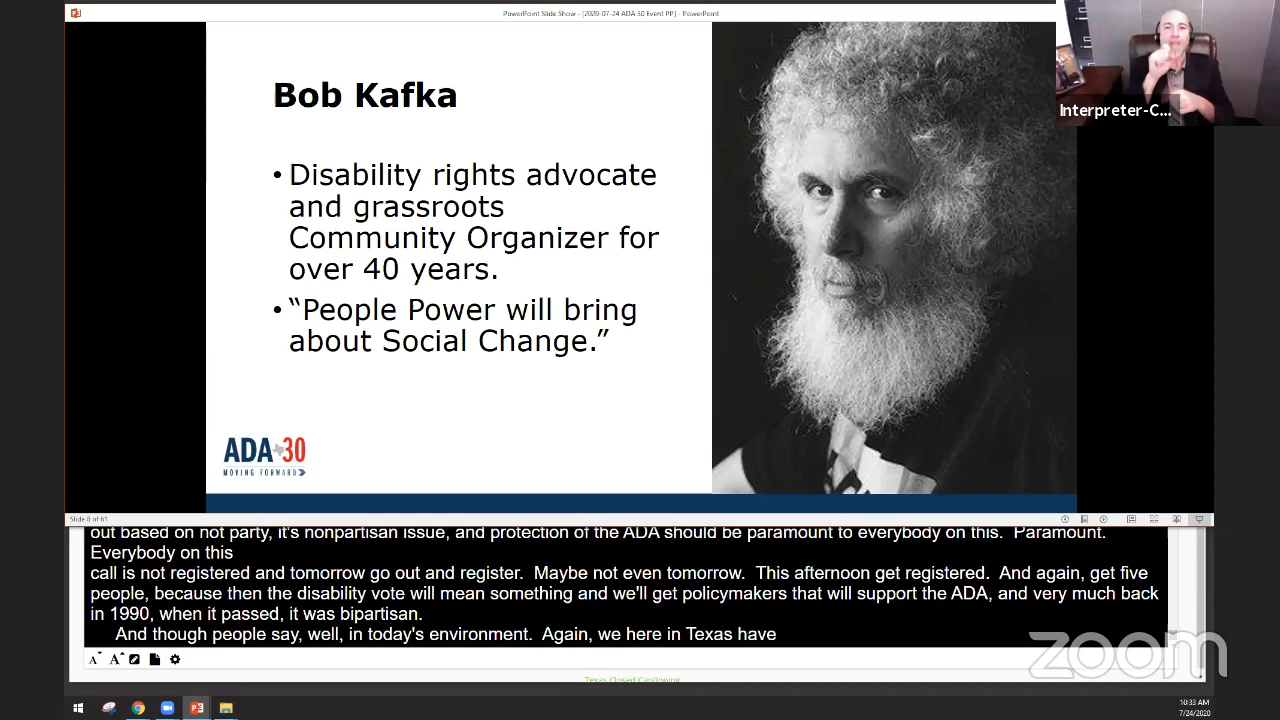 PowerPoint Slide Show - [2020-07-24 ADA 30 Event PP] - PowerPoint
Interpreter-C...
Bob Kafka
• Disability rights advocate
and grassroots
Community Organizer for
over 40 years.
• “People Power will bring
about Social Change.”
ADA 30
MOVING FORWARD
Slide 8 of 61
out based on not party, it's nonpartisan issue, and protection of the ADA should be paramount to everybody on this.  Paramount.
Everybody on this
call is not registered and tomorrow go out and register.  Maybe not even tomorrow.  This afternoon get registered.  And again, get five
people, because then the disability vote will mean something and we'll get policymakers that will support the ADA, and very much back
in 1990, when it passed, it was bipartisan.
And though people say, well, in today's environment.  Again, we here in Texas have
zoom
A A
Texas Closed Captioning
10:33 AM
7/24/2020